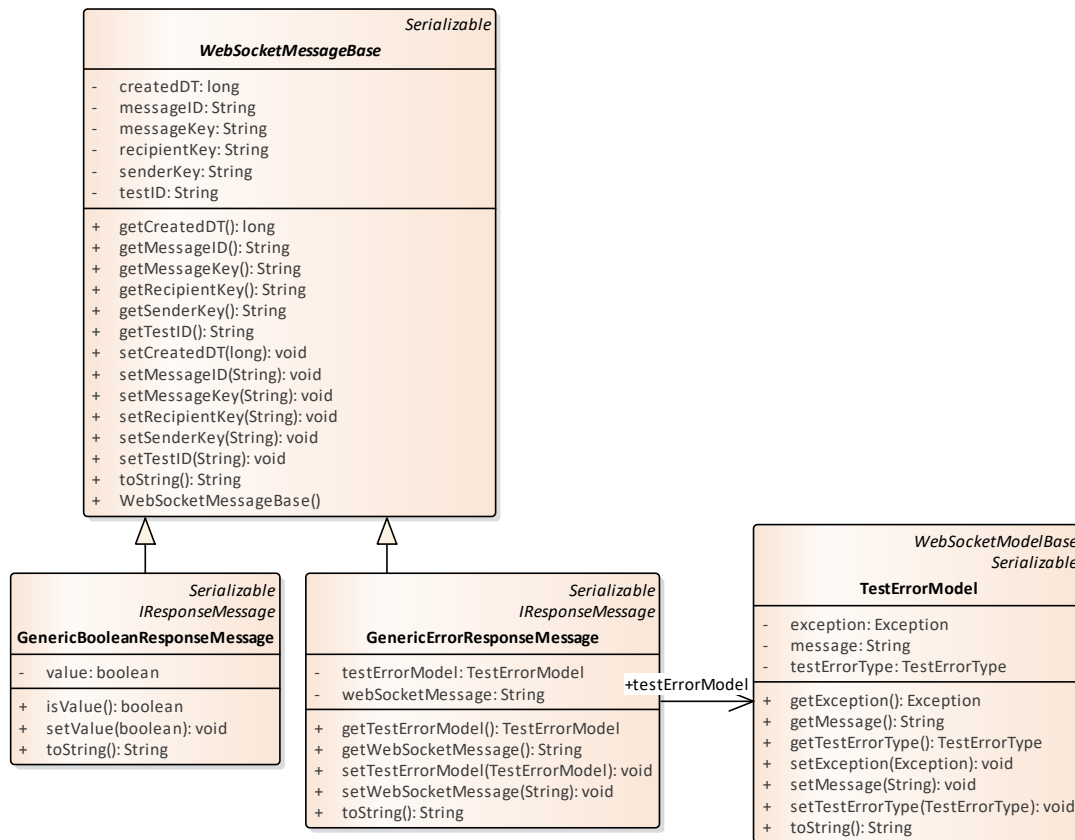 Serializable
WebSocketMessageBase
- createdDT: long
- messageID: String
- messageKey: String
- recipientKey: String
- senderKey: String
- testID: String
+ getCreatedDT(): long
+ getMessageID(): String
+ getMessageKey(): String
+ getRecipientKey(): String
+ getSenderKey(): String
+ getTestID(): String
+ setCreatedDT(long): void
+ setMessageID(String): void
+ setMessageKey(String): void
+ setRecipientKey(String): void
+ setSenderKey(String): void
+ setTestID(String): void
+ toString(): String
+ WebSocketMessageBase()
Serializable
IResponseMessage
GenericBooleanResponseMessage
- value: boolean
+ isValue(): boolean
+ setValue(boolean): void
+ toString(): String
Serializable
IResponseMessage
GenericErrorResponseMessage
- testErrorModel: TestErrorModel
- webSocketMessage: String
+ getTestErrorModel(): TestErrorModel
+ getWebSocketMessage(): String
+ setTestErrorModel(TestErrorModel): void
+ setWebSocketMessage(String): void
+ toString(): String
+testErrorModel
WebSocketModelBase
Serializable
TestErrorModel
- exception: Exception
- message: String
- testErrorType: TestErrorType
+ getException(): Exception
+ getMessage(): String
+ getTestErrorType(): TestErrorType
+ setException(Exception): void
+ setMessage(String): void
+ setTestErrorType(TestErrorType): void
+ toString(): String